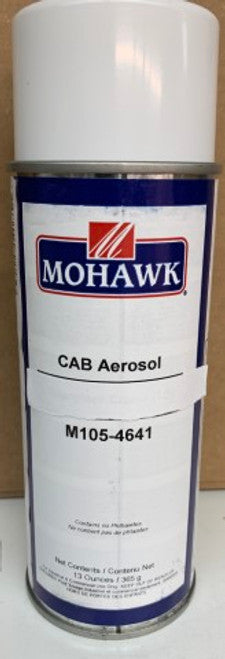 MOHAWK
CAB Aerosol
M105-4641
Contains no Phthalates
Ne contient pas de phtalates
Net Contents / Contenu Net
13 Ounces / 365 g